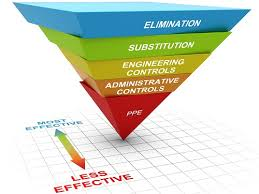 ELIMINATION
SUBSTITUTION
ENGINEERING
CONTROLS
ADMINISTRATIVE
CONTROLS
PPE
MOST
EFFECTIVE
LESS
EFFECTIVE